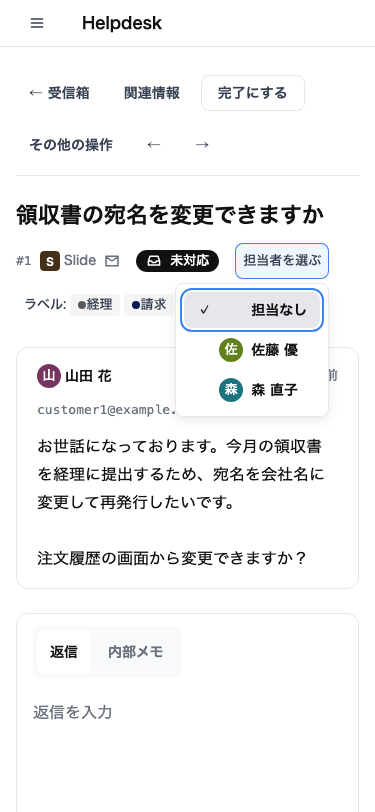 Helpdesk
← 受信箱 関連情報 完了にする
その他の操作 ← →
領収書の宛名を変更できますか
#1 S Slide 未対応 担当者を選ぶ
ラベル: 経理 請求
✓ 担当なし
佐 佐藤 優
森 森 直子
山 山田 花 前
customer1@example.
お世話になっております。今月の領収書
を経理に提出するため、宛名を会社名に
変更して再発行したいです。
注文履歴の画面から変更できますか？
返信 内部メモ
返信を入力